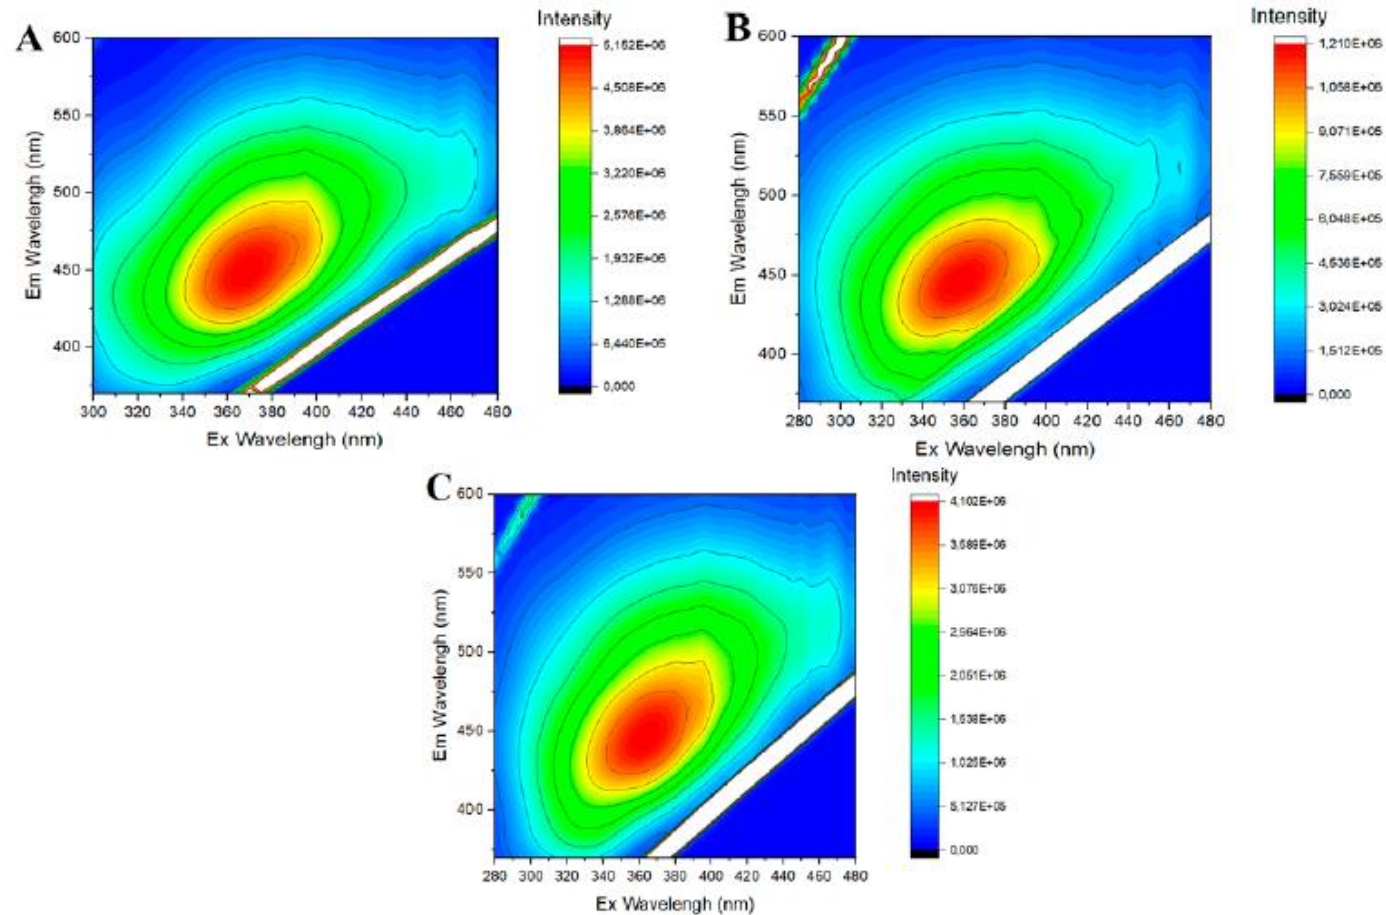 A
Intensity
600
550
500
450
400
300 320 340 360 380 400 420 440 460 480
Em Wavelengh (nm)
Ex Wavelengh (nm)
5,152E+06
4,508E+06
3,864E+06
3,220E+06
2,576E+06
1,932E+06
1,288E+06
6,440E+05
0,000
B
Intensity
600
550
500
450
400
280 300 320 340 360 380 400 420 440 460 480
Em Wavelengh (nm)
Ex Wavelengh (nm)
1,210E+06
1,058E+06
9,071E+05
7,559E+05
6,048E+05
4,536E+05
3,024E+05
1,512E+05
0,000
C
Intensity
600
550
500
450
400
280 300 320 340 360 380 400 420 440 460 480
Em Wavelengh (nm)
Ex Wavelengh (nm)
4,102E+06
3,589E+06
3,076E+06
2,564E+06
2,051E+06
1,538E+06
1,025E+06
5,127E+05
0,000